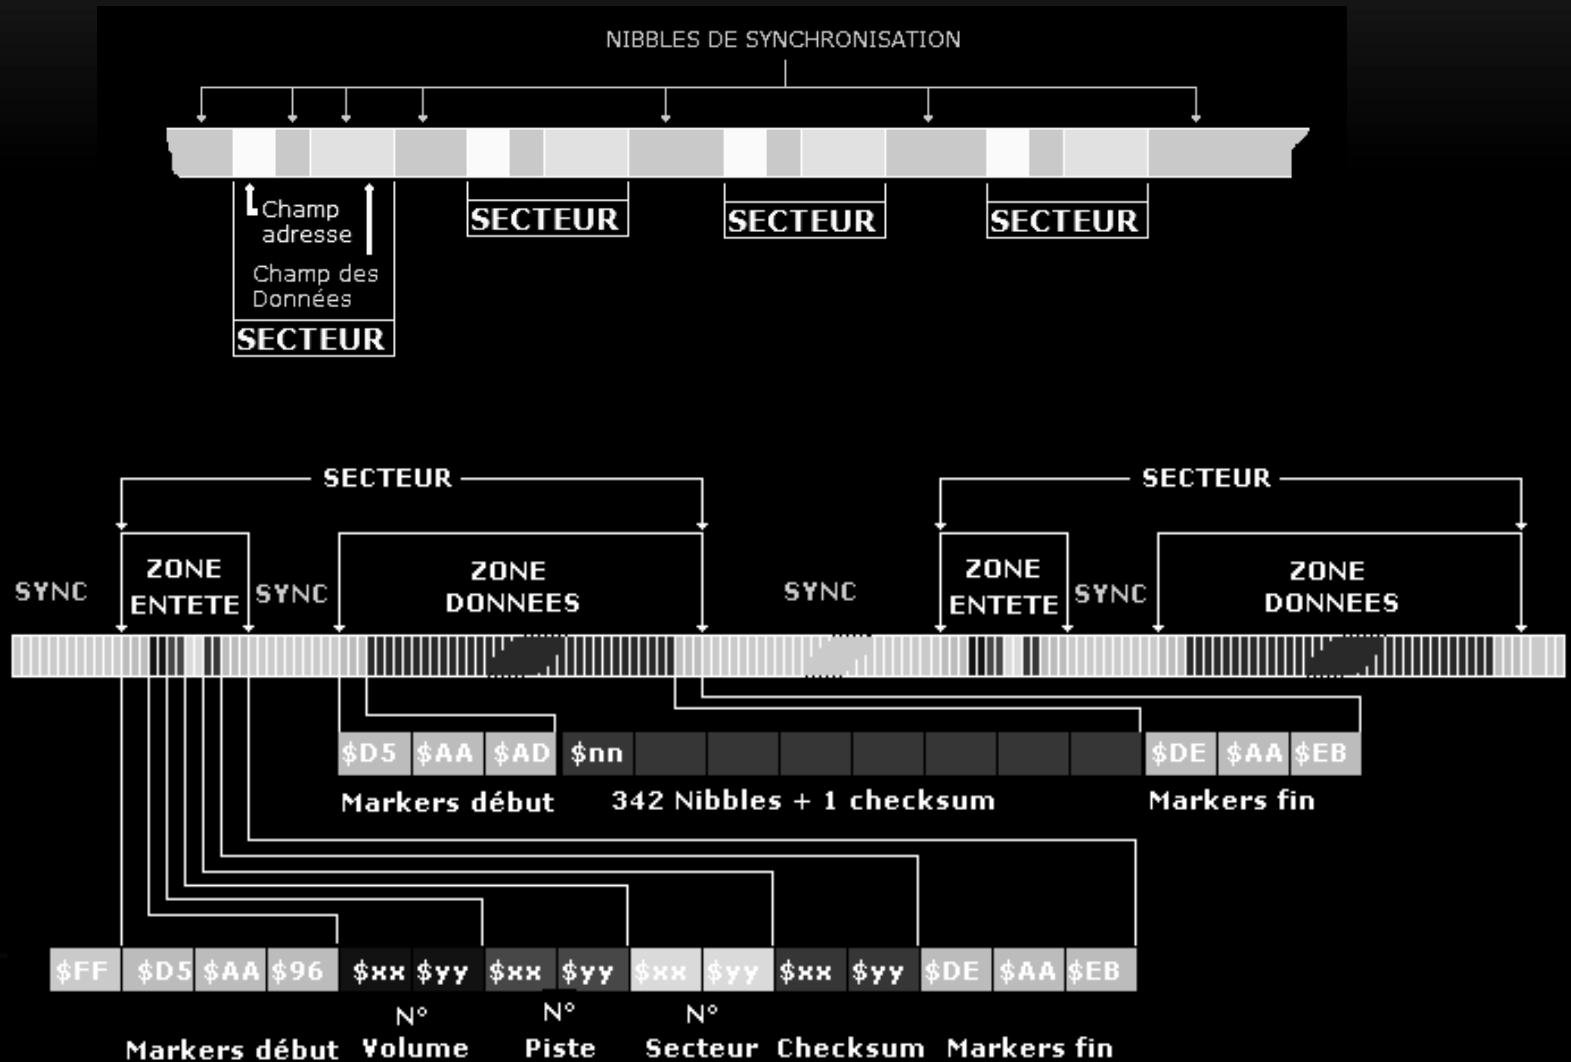 NIBBLES DE SYNCHRONISATION
Champ
adresse
Champ des
Données
SECTEUR
SECTEUR
SECTEUR
SECTEUR
SECTEUR
SECTEUR
SYNC
ZONE
ENTETE
SYNC
ZONE
DONNEES
SYNC
ZONE
ENTETE
SYNC
ZONE
DONNEES
$D5 $AA $AD $nn $DE $AA $EB
Markers début 342 Nibbles + 1 checksum Markers fin
$FF $D5 $AA $96 $xx $yy $xx $yy $xx $yy $xx $yy $DE $AA $EB
N° N° N°
Markers début Volume Piste Secteur Checksum Markers fin